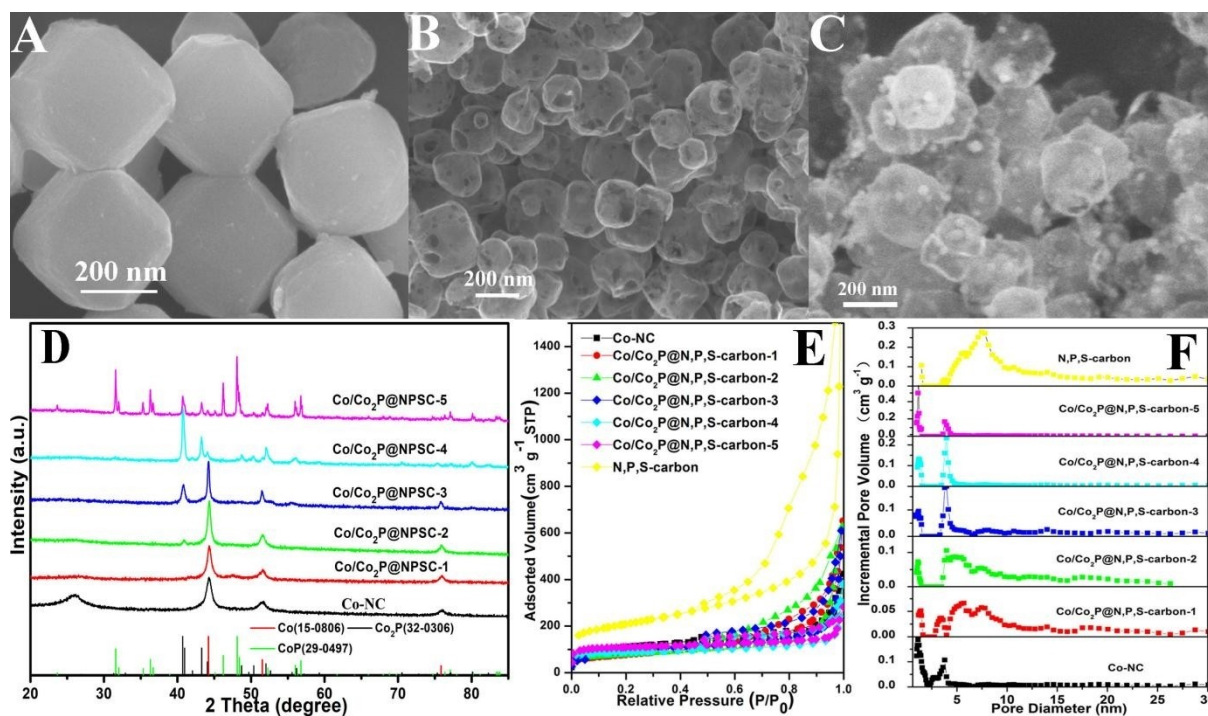 A
200 nm
B
200 nm
C
200 nm
D
Co/Co₂P@NPSC-5
Co/Co₂P@NPSC-4
Co/Co₂P@NPSC-3
Co/Co₂P@NPSC-2
Co/Co₂P@NPSC-1
Co-NC
Co(15-0806)
Co₂P(32-0306)
CoP(29-0497)
Intensity (a.u.)
20 30 40 50 60 70 80
2 Theta (degree)
E
Co-NC
Co/Co₂P@N,P,S-carbon-1
Co/Co₂P@N,P,S-carbon-2
Co/Co₂P@N,P,S-carbon-3
Co/Co₂P@N,P,S-carbon-4
Co/Co₂P@N,P,S-carbon-5
N,P,S-carbon
Adsorbed Volume(cm³ g⁻¹ STP)
1400
1200
1000
800
600
400
200
0
0.0 0.2 0.4 0.6 0.8 1.0
Relative Pressure (P/P₀)
F
Incremental Pore Volume (cm³ g⁻¹)
0.3
0.2
0.1
0.0
N,P,S-carbon
0.4
0.2
0.0
Co/Co₂P@N,P,S-carbon-5
0.2
0.1
0.0
Co/Co₂P@N,P,S-carbon-4
0.1
0.0
Co/Co₂P@N,P,S-carbon-3
0.1
0.0
Co/Co₂P@N,P,S-carbon-2
0.05
0.00
Co/Co₂P@N,P,S-carbon-1
0.1
0.0
Co-NC
5 10 15 20 25 30
Pore Diameter (nm)